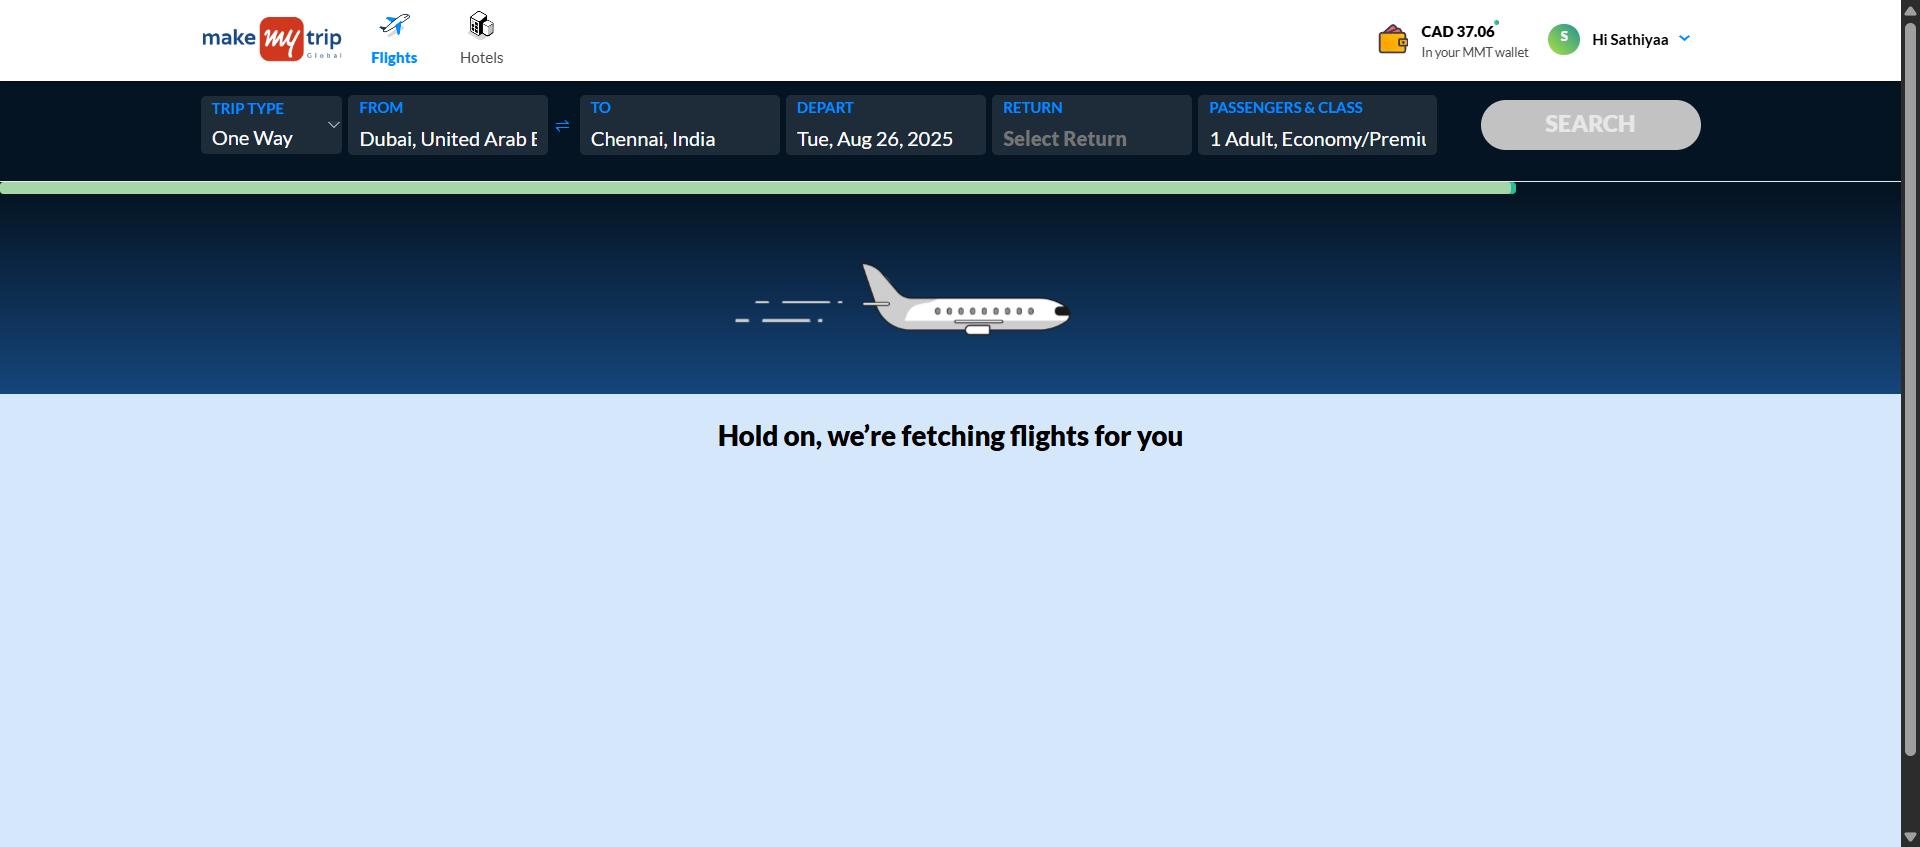 make my trip
Global
Flights
Hotels
CAD 37.06
In your MMT wallet
S
Hi Sathiyaa
TRIP TYPE
One Way
FROM
Dubai, United Arab E
TO
Chennai, India
DEPART
Tue, Aug 26, 2025
RETURN
Select Return
PASSENGERS & CLASS
1 Adult, Economy/Premiu
SEARCH
Hold on, we’re fetching flights for you